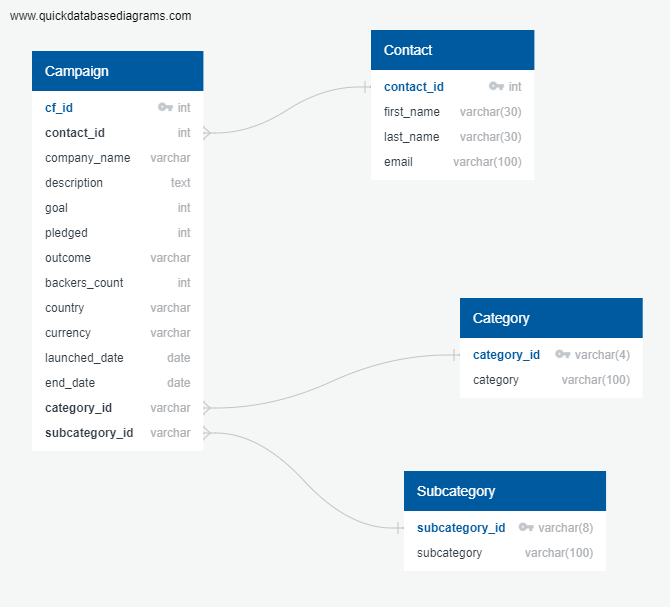 www.quickdatabasediagrams.com
Campaign
cf_id int
contact_id int
company_name varchar
description text
goal int
pledged int
outcome varchar
backers_count int
country varchar
currency varchar
launched_date date
end_date date
category_id varchar
subcategory_id varchar
Contact
contact_id int
first_name varchar(30)
last_name varchar(30)
email varchar(100)
Category
category_id varchar(4)
category varchar(100)
Subcategory
subcategory_id varchar(8)
subcategory varchar(100)